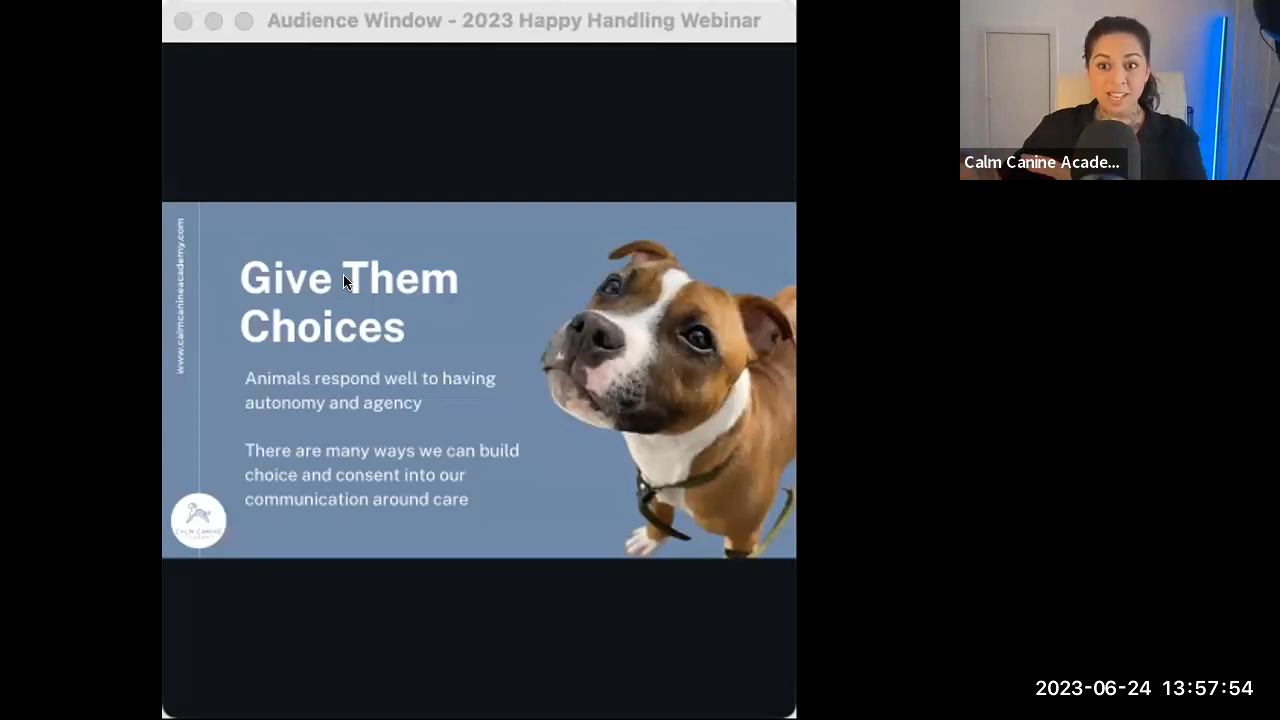 Audience Window - 2023 Happy Handling Webinar
Calm Canine Acade...
www.calmcanineacademy.com
Give Them
Choices
Animals respond well to having
autonomy and agency
There are many ways we can build
choice and consent into our
communication around care
CALM CANINE
2023-06-24 13:57:54